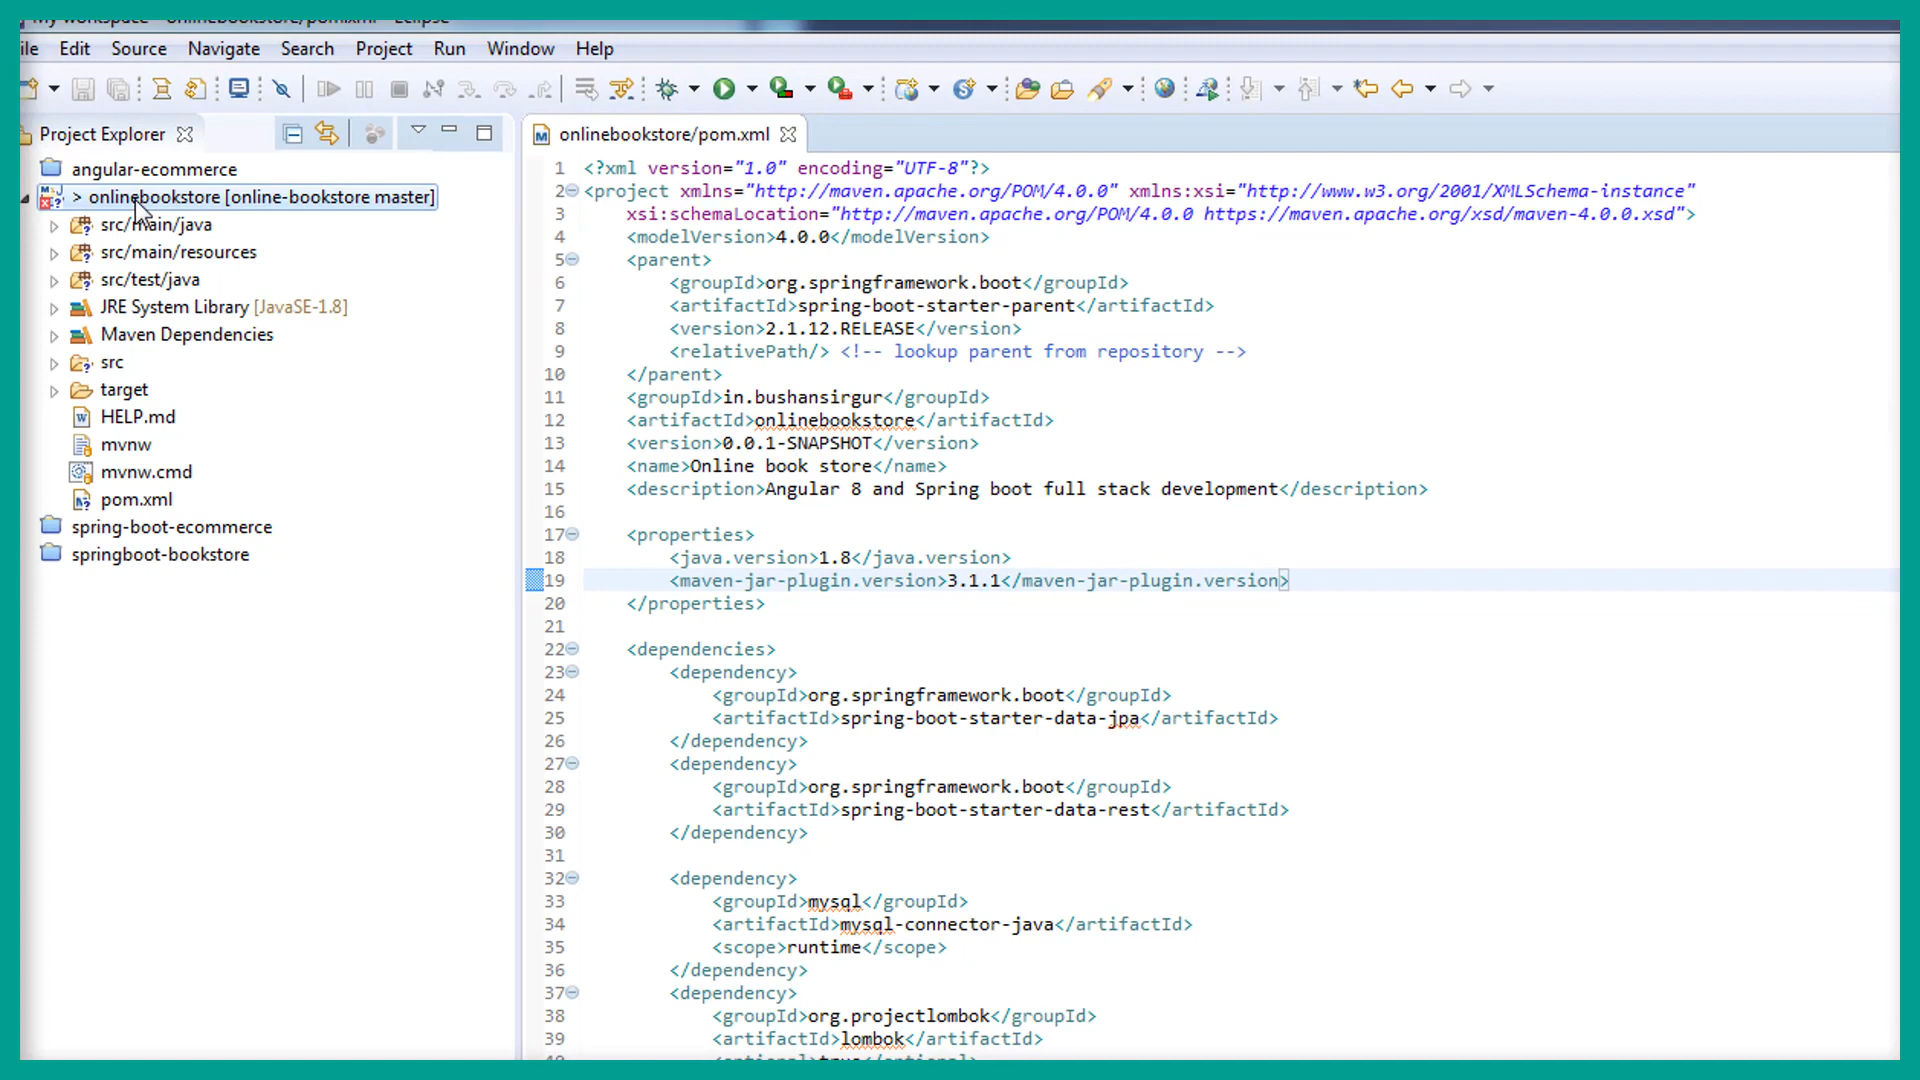 My workspace - onlinebookstore/pom.xml - Eclipse
ile Edit Source Navigate Search Project Run Window Help
Project Explorer
onlinebookstore/pom.xml
angular-ecommerce
> onlinebookstore [online-bookstore master]
src/main/java
src/main/resources
src/test/java
JRE System Library [JavaSE-1.8]
Maven Dependencies
src
target
HELP.md
mvnw
mvnw.cmd
pom.xml
spring-boot-ecommerce
springboot-bookstore
1 <?xml version="1.0" encoding="UTF-8"?>
2 <project xmlns="http://maven.apache.org/POM/4.0.0" xmlns:xsi="http://www.w3.org/2001/XMLSchema-instance"
3 xsi:schemaLocation="http://maven.apache.org/POM/4.0.0 https://maven.apache.org/xsd/maven-4.0.0.xsd">
4 <modelVersion>4.0.0</modelVersion>
5 <parent>
6 <groupId>org.springframework.boot</groupId>
7 <artifactId>spring-boot-starter-parent</artifactId>
8 <version>2.1.12.RELEASE</version>
9 <relativePath/> <!-- lookup parent from repository -->
10 </parent>
11 <groupId>in.bushansirgur</groupId>
12 <artifactId>onlinebookstore</artifactId>
13 <version>0.0.1-SNAPSHOT</version>
14 <name>Online book store</name>
15 <description>Angular 8 and Spring boot full stack development</description>
16
17 <properties>
18 <java.version>1.8</java.version>
19 <maven-jar-plugin.version>3.1.1</maven-jar-plugin.version>
20 </properties>
21
22 <dependencies>
23 <dependency>
24 <groupId>org.springframework.boot</groupId>
25 <artifactId>spring-boot-starter-data-jpa</artifactId>
26 </dependency>
27 <dependency>
28 <groupId>org.springframework.boot</groupId>
29 <artifactId>spring-boot-starter-data-rest</artifactId>
30 </dependency>
31
32 <dependency>
33 <groupId>mysql</groupId>
34 <artifactId>mysql-connector-java</artifactId>
35 <scope>runtime</scope>
36 </dependency>
37 <dependency>
38 <groupId>org.projectlombok</groupId>
39 <artifactId>lombok</artifactId>